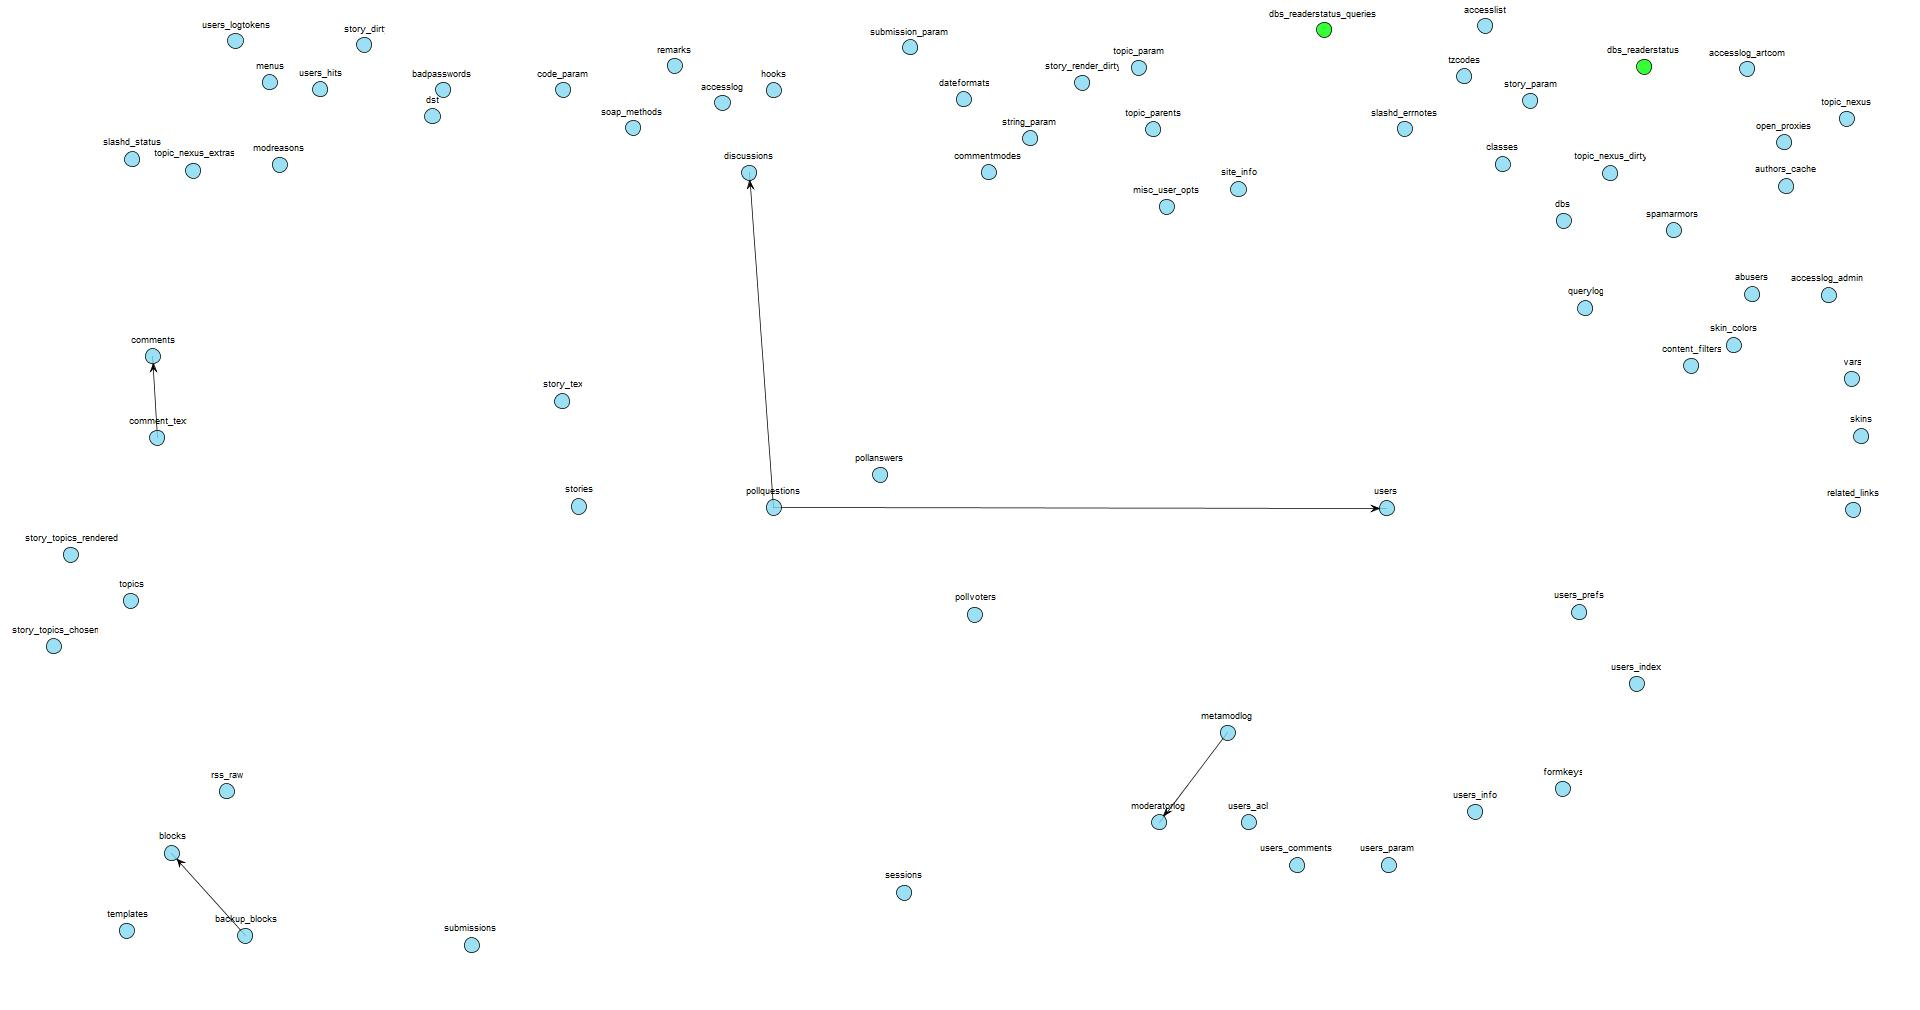 dbs_readerstatus_queries
accesslist
users_logtokens
story_dirt
submission_param
remarks
topic_param
dbs_readerstatus
accesslog_artcom
menus
users_hits
badpasswords
code_param
hooks
story_render_dirty
tzcodes
accesslog
dateformats
story_param
dst
soap_methods
string_param
topic_parents
slashd_errnotes
topic_nexus
open_proxies
slashd_status
topic_nexus_extras
modreasons
discussions
commentmodes
classes
topic_nexus_dirty
site_info
authors_cache
misc_user_opts
dbs
spamarmors
abusers
accesslog_admin
querylog
skin_colors
comments
content_filters
vars
story_tex
comment_tex
skins
pollanswers
stories
pollquestions
users
related_links
story_topics_rendered
topics
pollvoters
users_prefs
story_topics_chosen
users_index
metamodlog
rss_raw
formkeys
users_info
moderatorlog
users_acl
blocks
users_comments
users_param
sessions
templates
backup_blocks
submissions